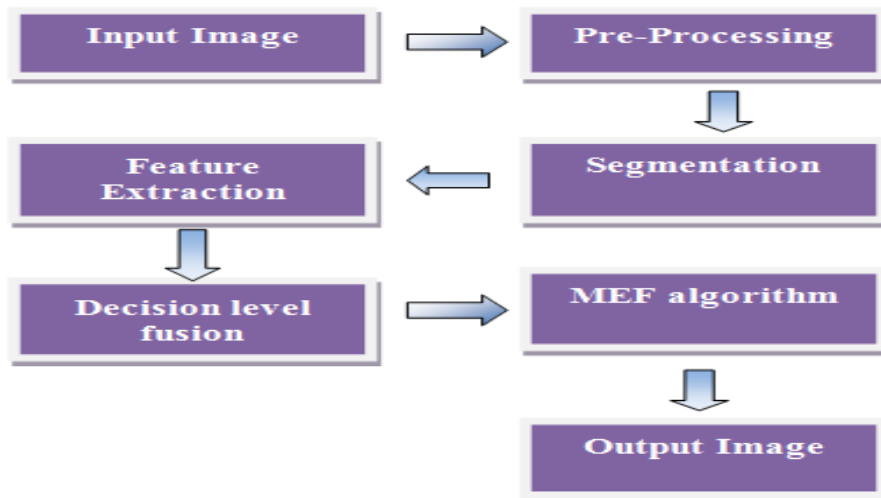 Input Image
Pre-Processing
Segmentation
Feature
Extraction
Decision level
fusion
MEF algorithm
Output Image